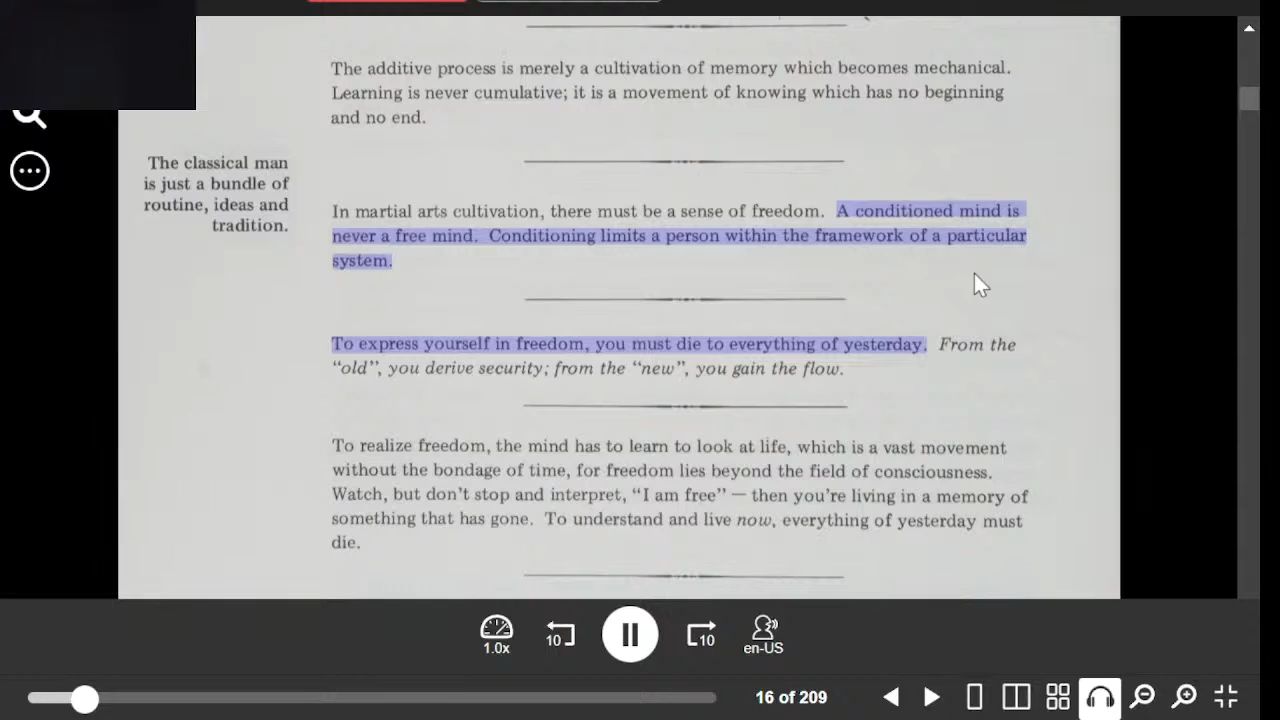 The additive process is merely a cultivation of memory which becomes mechanical.
Learning is never cumulative; it is a movement of knowing which has no beginning
and no end.
The classical man
is just a bundle of
routine, ideas and
tradition.
In martial arts cultivation, there must be a sense of freedom. A conditioned mind is
never a free mind. Conditioning limits a person within the framework of a particular
system.
To express yourself in freedom, you must die to everything of yesterday. From the
“old”, you derive security; from the “new”, you gain the flow.
To realize freedom, the mind has to learn to look at life, which is a vast movement
without the bondage of time, for freedom lies beyond the field of consciousness.
Watch, but don’t stop and interpret, “I am free” — then you’re living in a memory of
something that has gone. To understand and live now, everything of yesterday must
die.
1.0x
10
10
en-US
16 of 209